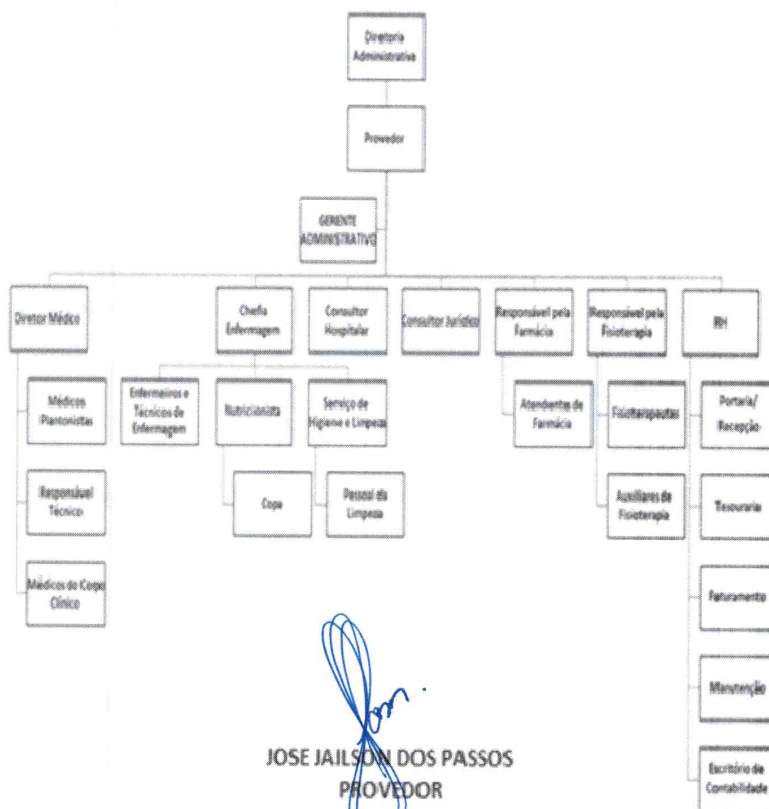 Diretoria
Administrativa
Provedor
GERENTE
ADMINISTRATIVO
Diretor Médico
Chefia
Enfermagem
Consultor
Hospitalar
Consultor Jurídico
Responsável pela
Farmácia
Responsável pela
Fisioterapia
RH
Médicos
Plantonistas
Enfermeiros e
Técnicos de
Enfermagem
Nutricionista
Serviço de
Higiene e Limpeza
Atendentes de
Farmácia
Fisioterapeutas
Portaria/
Recepção
Responsável
Técnico
Copa
Pessoal da
Limpeza
Auxiliares de
Fisioterapia
Tesouraria
Médicos do Corpo
Clínico
Faturamento
Manutenção
Escritório de
Contabilidade
JOSE JAILSON DOS PASSOS
PROVEDOR